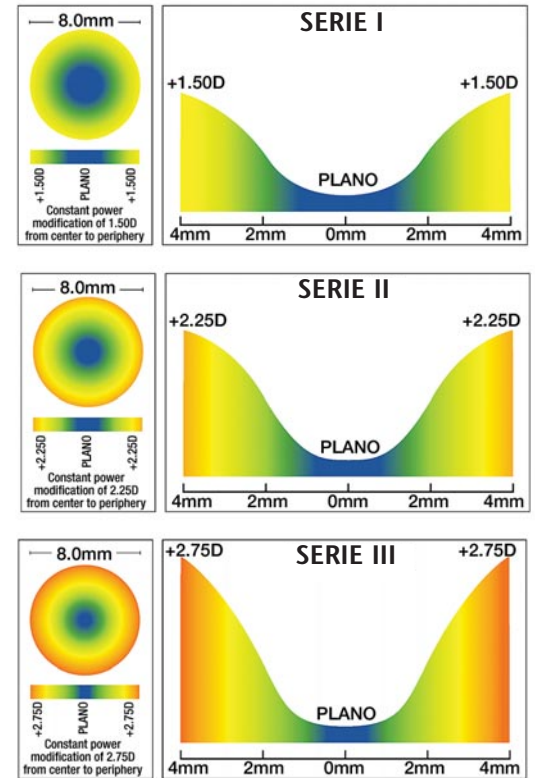 8.0mm
+1.50D
PLANO
+1.50D
Constant power
modification of 1.50D
from center to periphery
SERIE I
+1.50D
+1.50D
PLANO
4mm 2mm 0mm 2mm 4mm
8.0mm
+2.25D
PLANO
+2.25D
Constant power
modification of 2.25D
from center to periphery
SERIE II
+2.25D
+2.25D
PLANO
4mm 2mm 0mm 2mm 4mm
8.0mm
+2.75D
PLANO
+2.75D
Constant power
modification of 2.75D
from center to periphery
SERIE III
+2.75D
+2.75D
PLANO
4mm 2mm 0mm 2mm 4mm